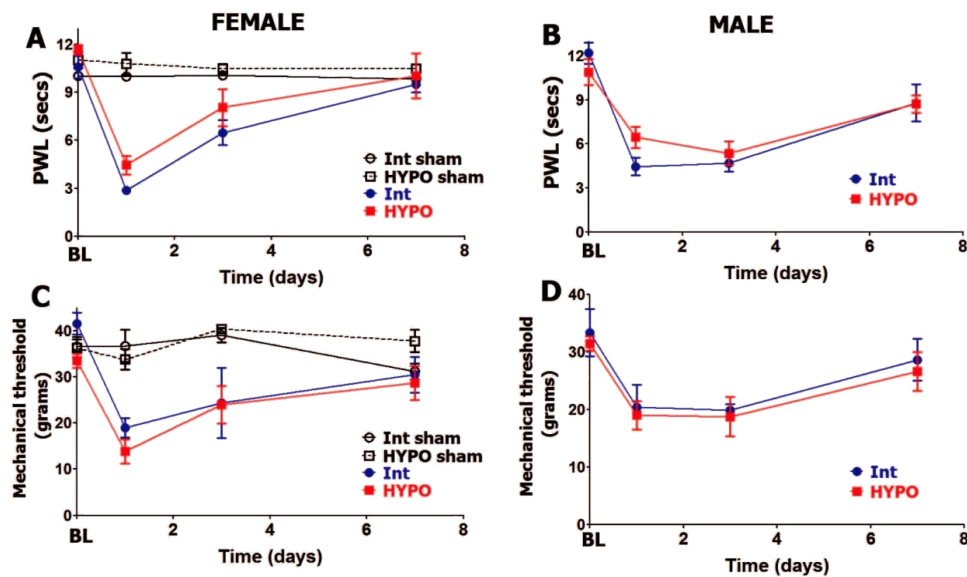 FEMALE
MALE
A
12
9
6
3
0
PWL (secs)
Int sham
HYPO sham
Int
HYPO
BL
2
4
6
8
Time (days)
B
12
9
6
3
0
PWL (secs)
Int
HYPO
BL
2
4
6
8
Time (days)
C
50
40
30
20
10
0
Mechanical threshold
(grams)
Int sham
HYPO sham
Int
HYPO
BL
2
4
6
8
Time (days)
D
40
30
20
10
0
Mechanical threshold
(grams)
Int
HYPO
BL
2
4
6
8
Time (days)